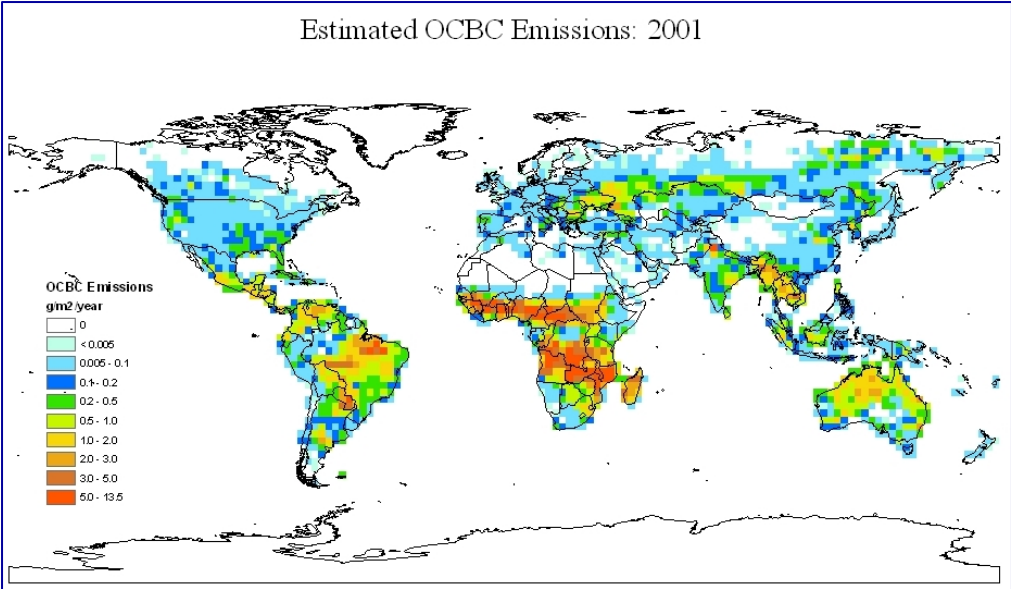 Estimated OCBC Emissions: 2001
OCBC Emissions
g/m2/year
0
<0.005
0.005 - 0.1
0.1- 0.2
0.2 - 0.5
0.5 - 1.0
1.0 - 2.0
2.0 - 3.0
3.0 - 5.0
5.0 - 13.5